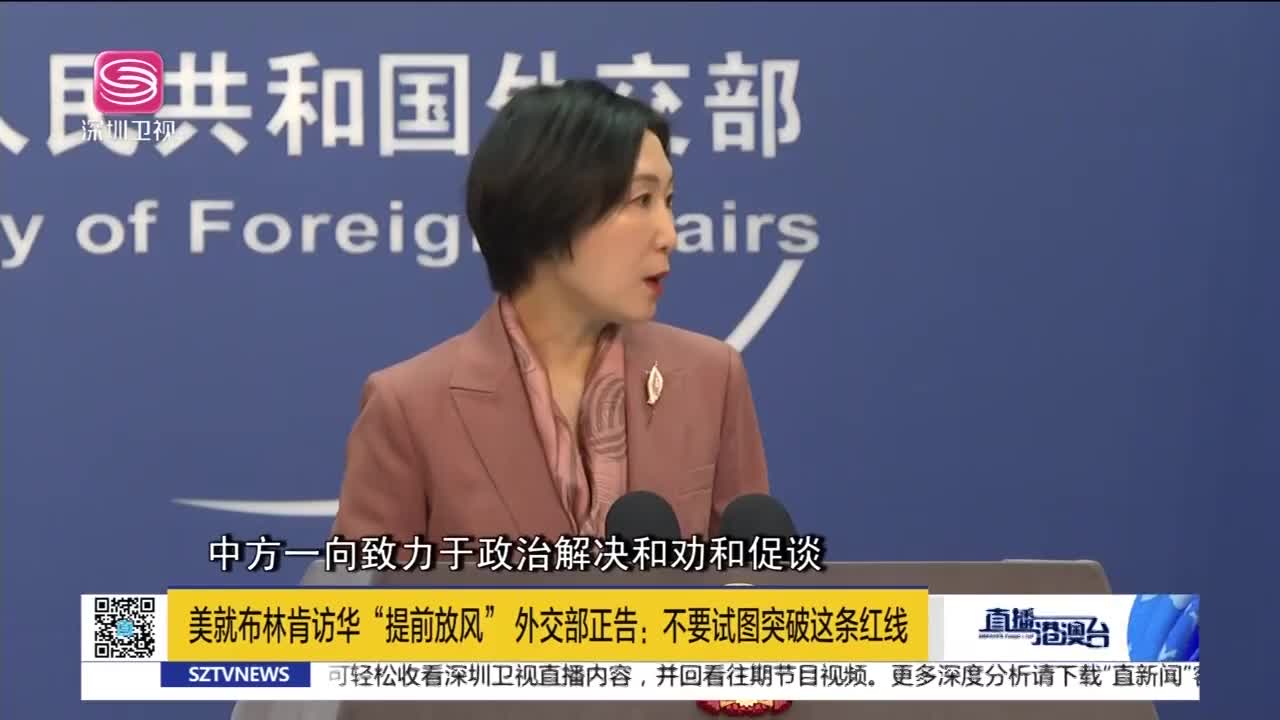 人民共和国外交部
深圳卫视
y of Foreig airs
中方一向致力于政治解决和劝和促谈
美就布林肯访华“提前放风” 外交部正告：不要试图突破这条红线
直播港澳台
SZTVNEWS
可轻松收看深圳卫视直播内容，并回看往期节目视频。更多深度分析请下载“直新闻”客